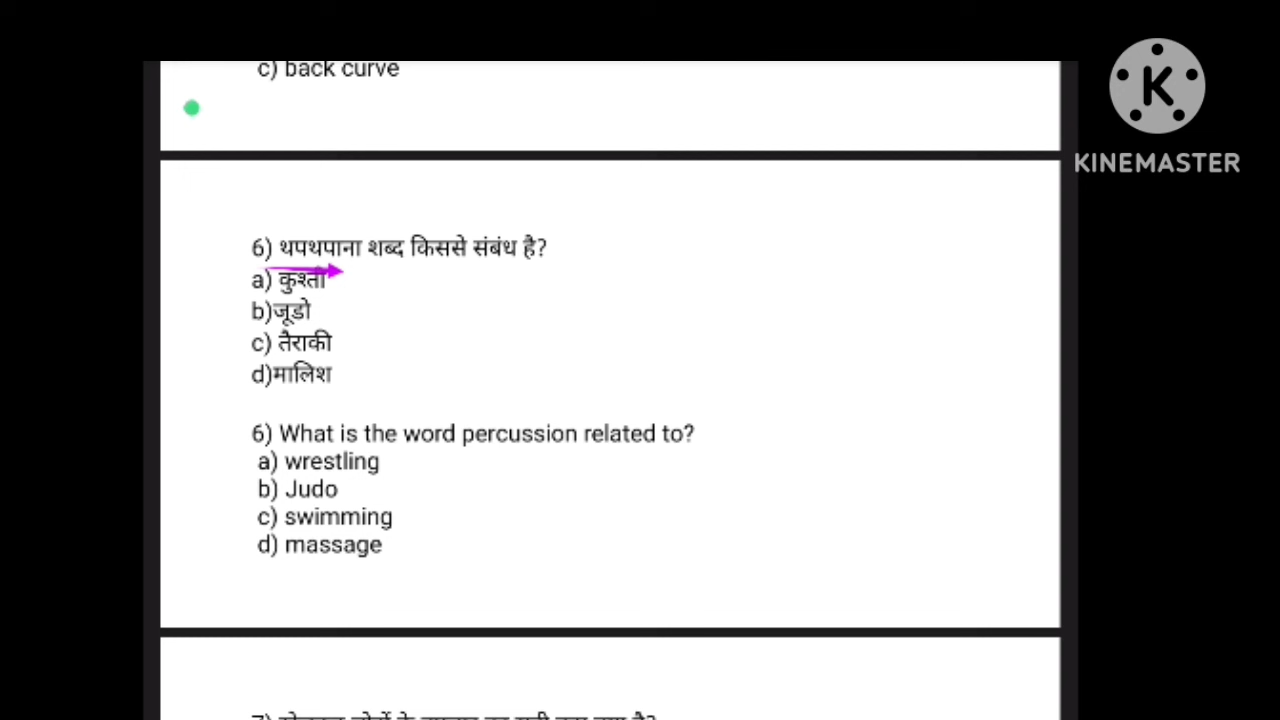 c) back curve
K
KINEMASTER
6) थपथपाना शब्द किससे संबंध है?
a) कुश्ती
b)जूडो
c) तैराकी
d)मालिश
6) What is the word percussion related to?
a) wrestling
b) Judo
c) swimming
d) massage